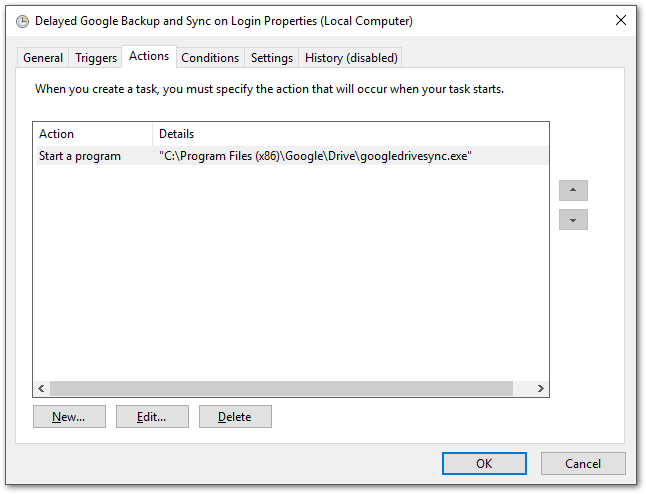 Delayed Google Backup and Sync on Login Properties (Local Computer)
General Triggers Actions Conditions Settings History (disabled)
When you create a task, you must specify the action that will occur when your task starts.
Action Details
Start a program "C:\Program Files (x86)\Google\Drive\googledrivesync.exe"
New... Edit... Delete
OK Cancel